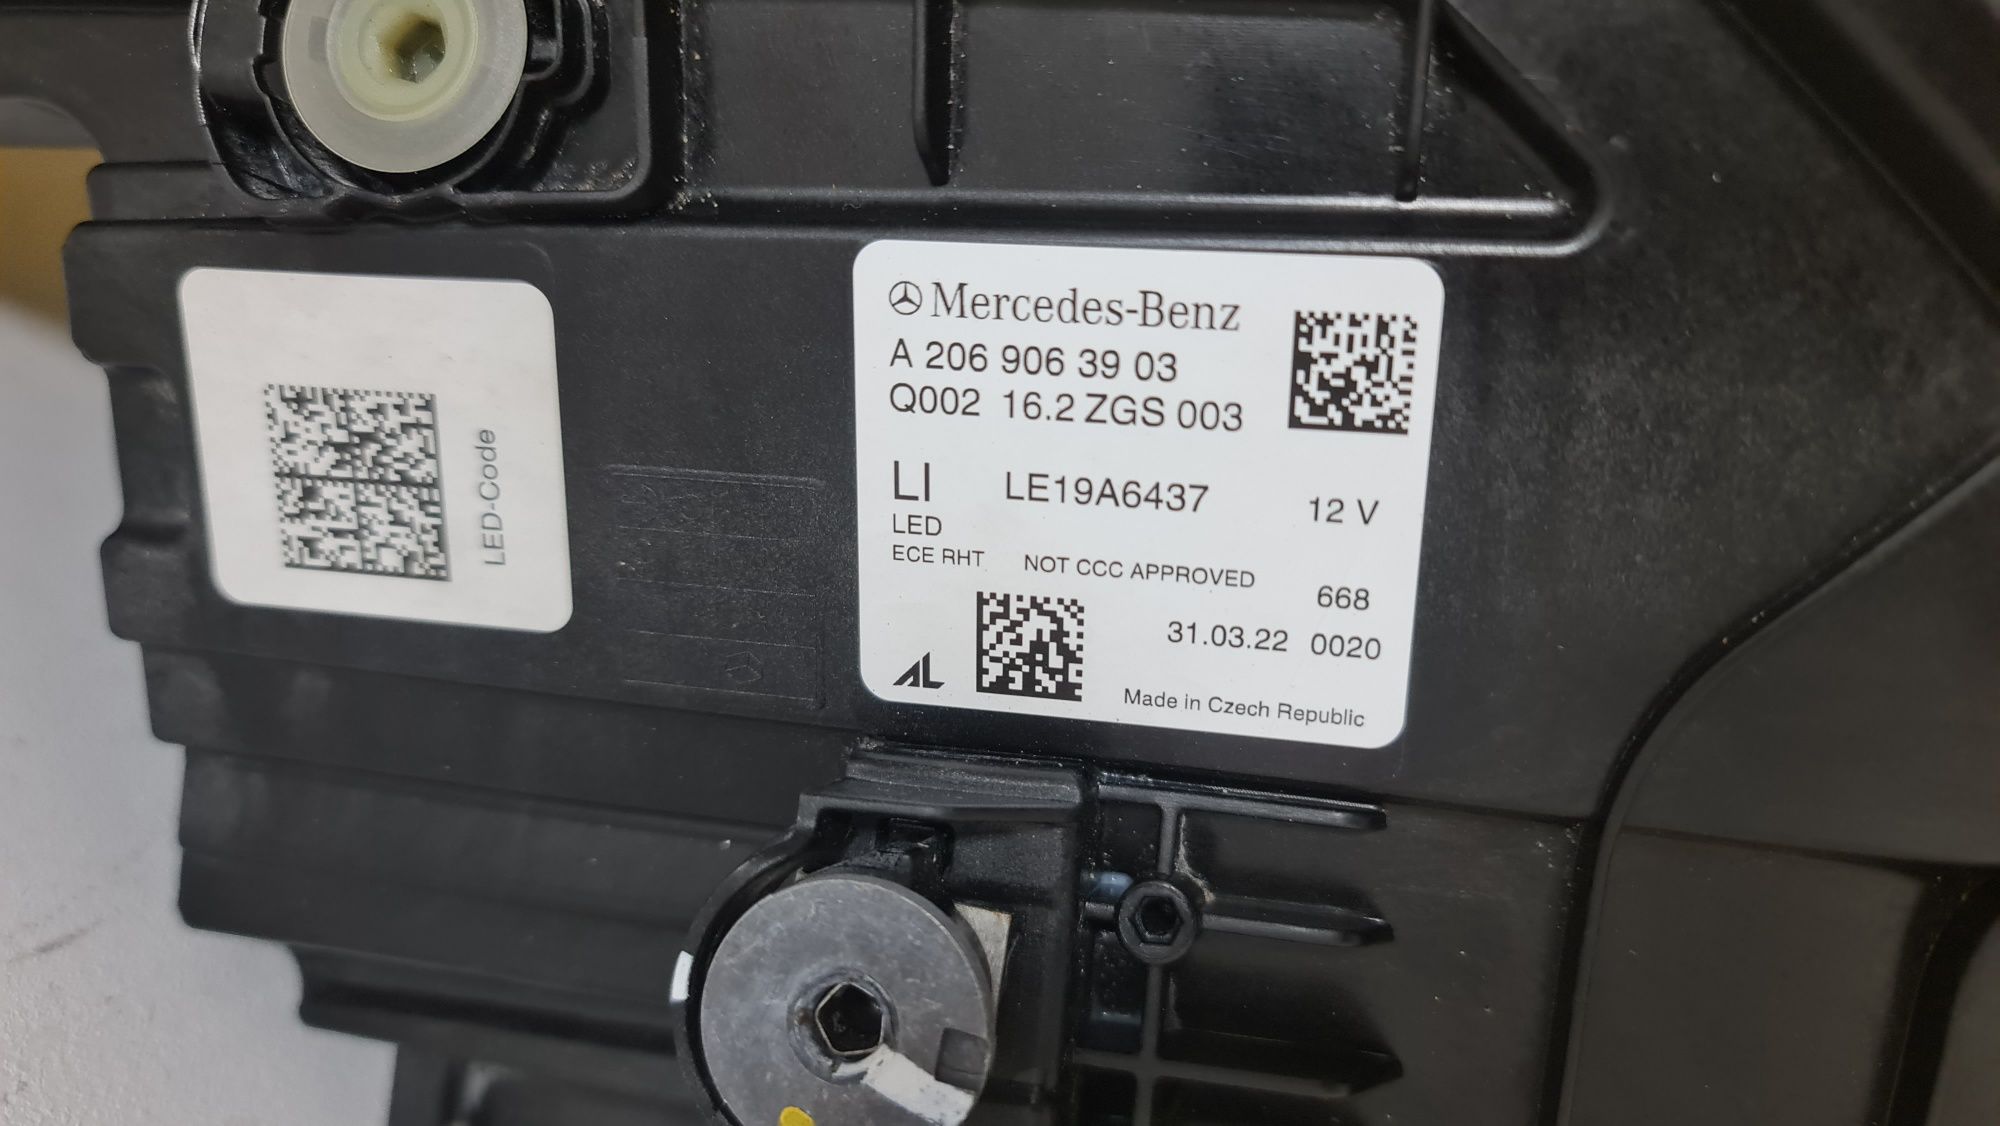 LED-Code
Mercedes-Benz
A 206 906 39 03
Q002 16.2 ZGS 003
LI LE19A6437 12 V
LED
ECE RHT NOT CCC APPROVED
668
31.03.22 0020
AL
Made in Czech Republic